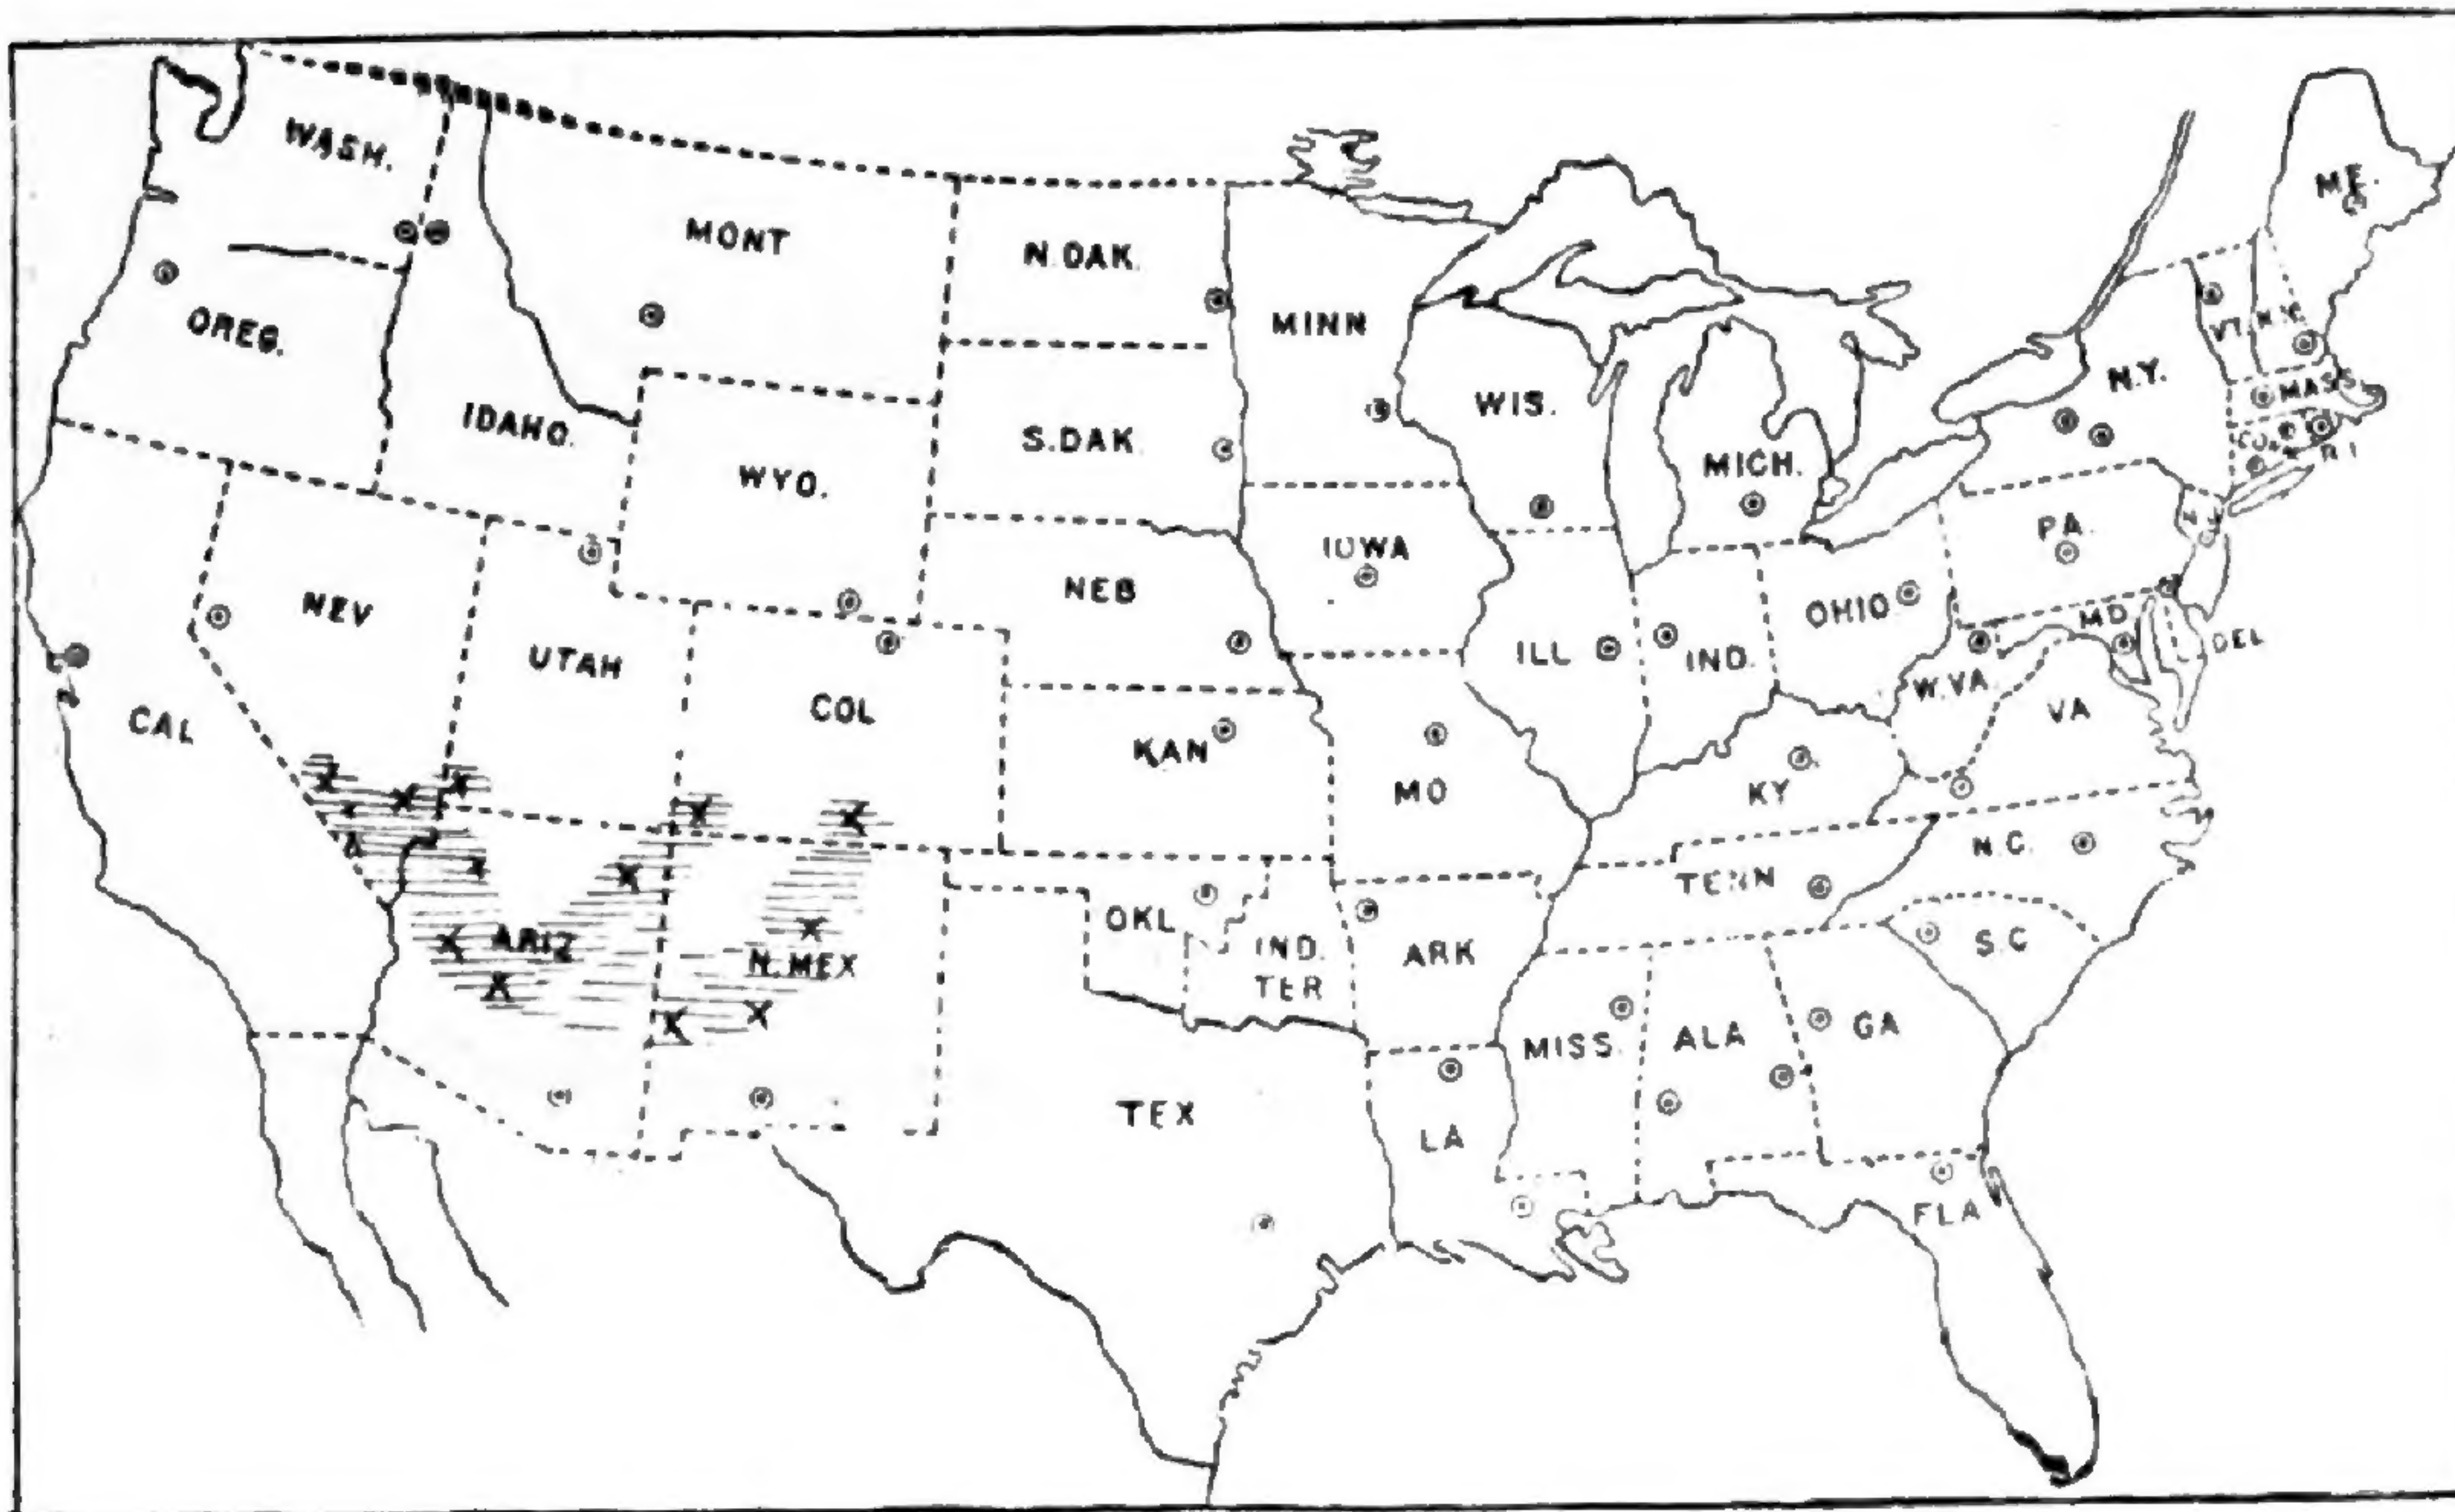 WASH.
MONT
N.DAK.
MINN
ME.
OREG.
IDAHO.
WYO.
S.DAK.
WIS.
MICH.
N.Y.
VT.
MASS.
R I
NEV
UTAH
NEB
IOWA
ILL
IND.
OHIO
PA.
MD.
DEL
W.VA.
VA
CAL
COL
KAN
MO
KY
N.C.
TENN
ARIZ
N.MEX
OKL
IND.
TER
ARK
S.C
MISS.
ALA
GA
TEX
LA
FLA